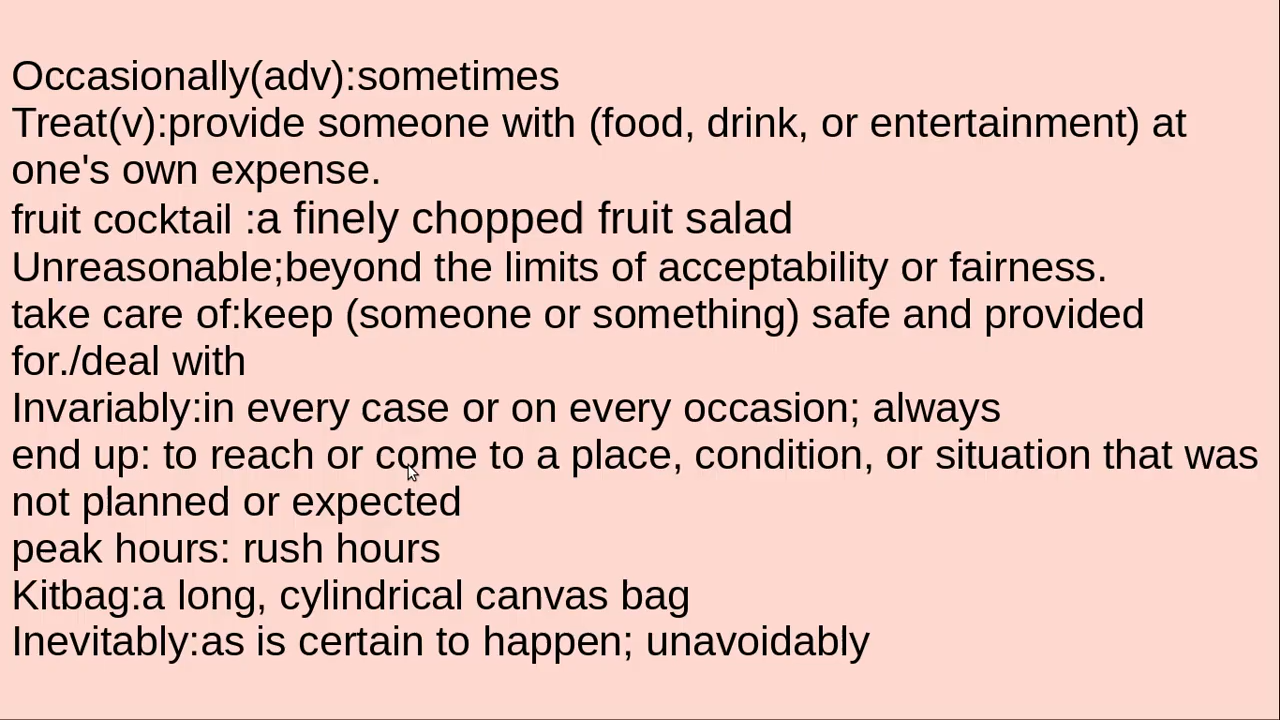 Occasionally(adv):sometimes
Treat(v):provide someone with (food, drink, or entertainment) at
one's own expense.
fruit cocktail :a finely chopped fruit salad
Unreasonable;beyond the limits of acceptability or fairness.
take care of:keep (someone or something) safe and provided
for./deal with
Invariably:in every case or on every occasion; always
end up: to reach or come to a place, condition, or situation that was
not planned or expected
peak hours: rush hours
Kitbag:a long, cylindrical canvas bag
Inevitably:as is certain to happen; unavoidably